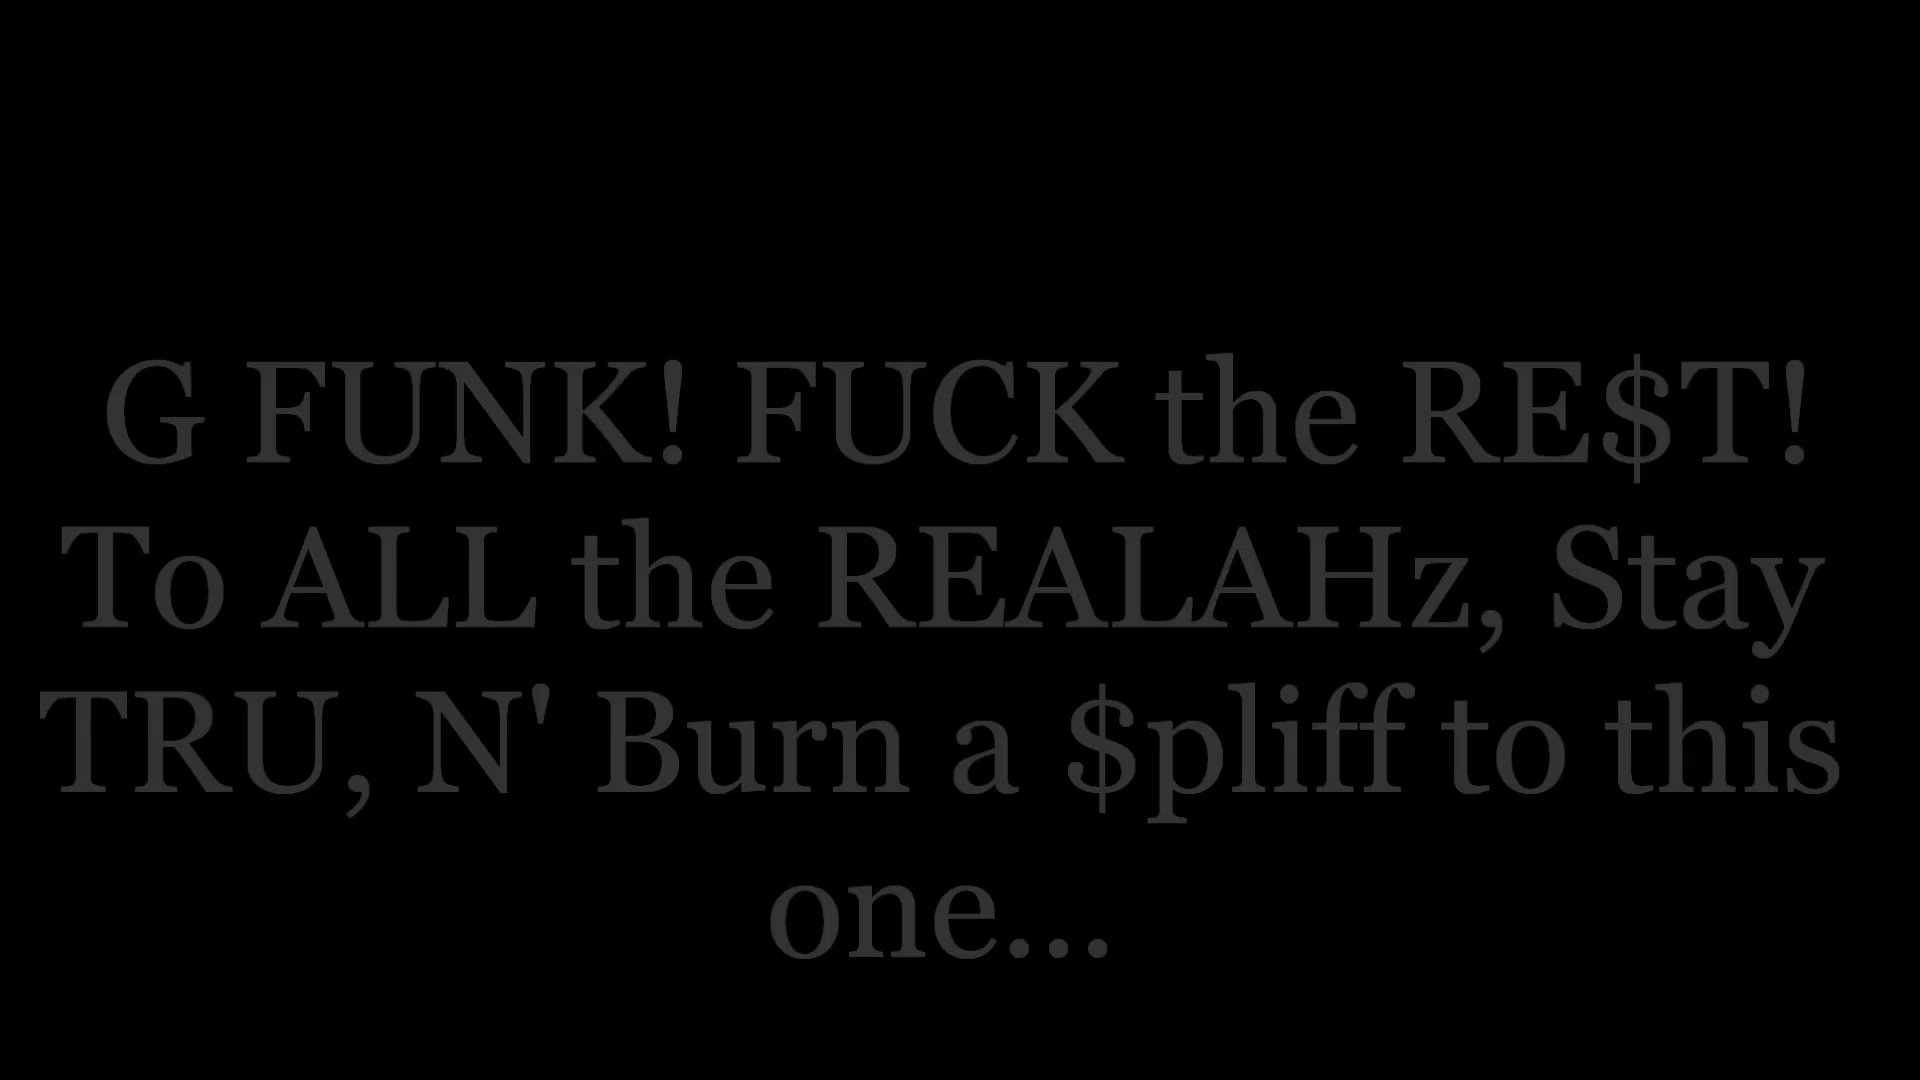 G FUNK! FUCK the RE$T!
To ALL the REALAHz, Stay
TRU, N' Burn a $pliff to this
one...